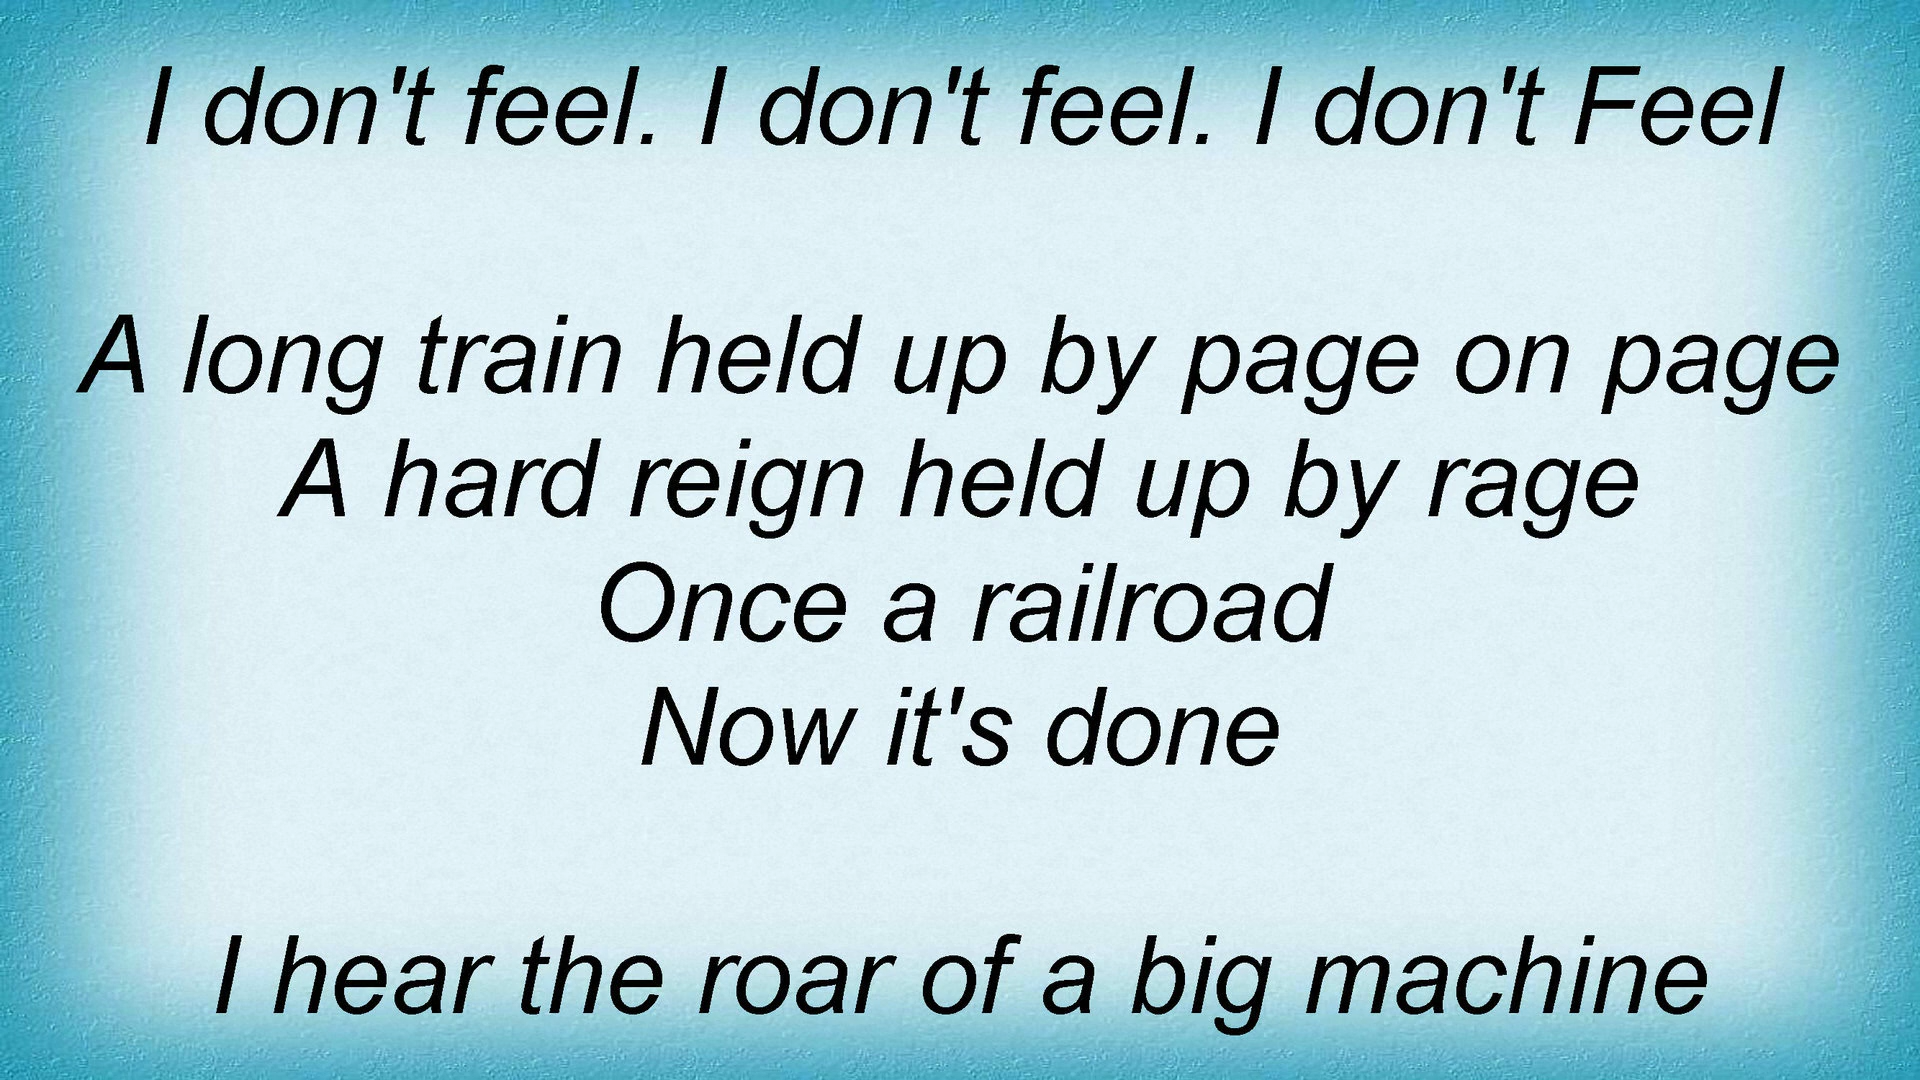 I don't feel. I don't feel. I don't Feel
A long train held up by page on page
A hard reign held up by rage
Once a railroad
Now it's done
I hear the roar of a big machine